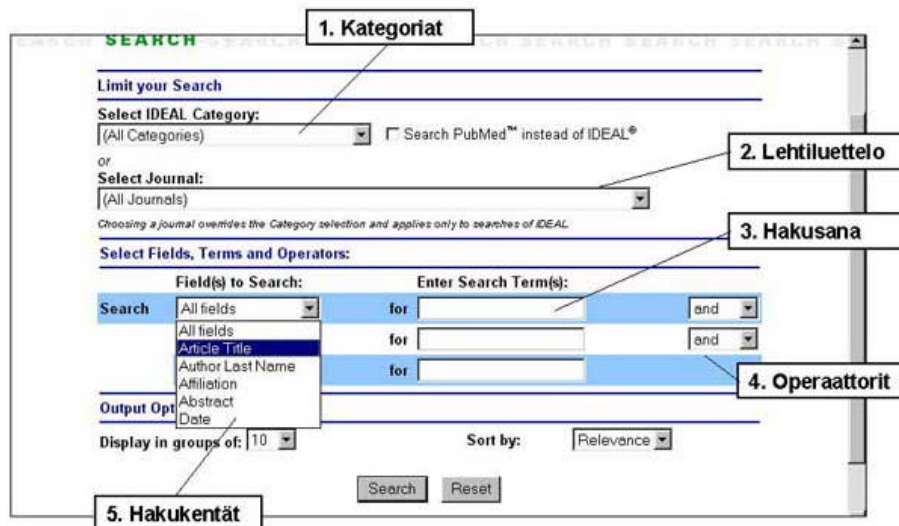 1. Kategoriat
SEARCH
Limit your Search
Select IDEAL Category:
(All Categories)
Search PubMed™ instead of IDEAL®
or
2. Lehtiluettelo
Select Journal:
(All Journals)
Choosing a journal overrides the Category selection and applies only to searches of IDEAL.
3. Hakusana
Select Fields, Terms and Operators:
Field(s) to Search: Enter Search Term(s):
Search All fields for and
All fields
Article Title for and
Author Last Name
Affiliation for
4. Operaattorit
Abstract
Output Opt
Date
Display in groups of: 10 Sort by: Relevance
Search Reset
5. Hakukentät